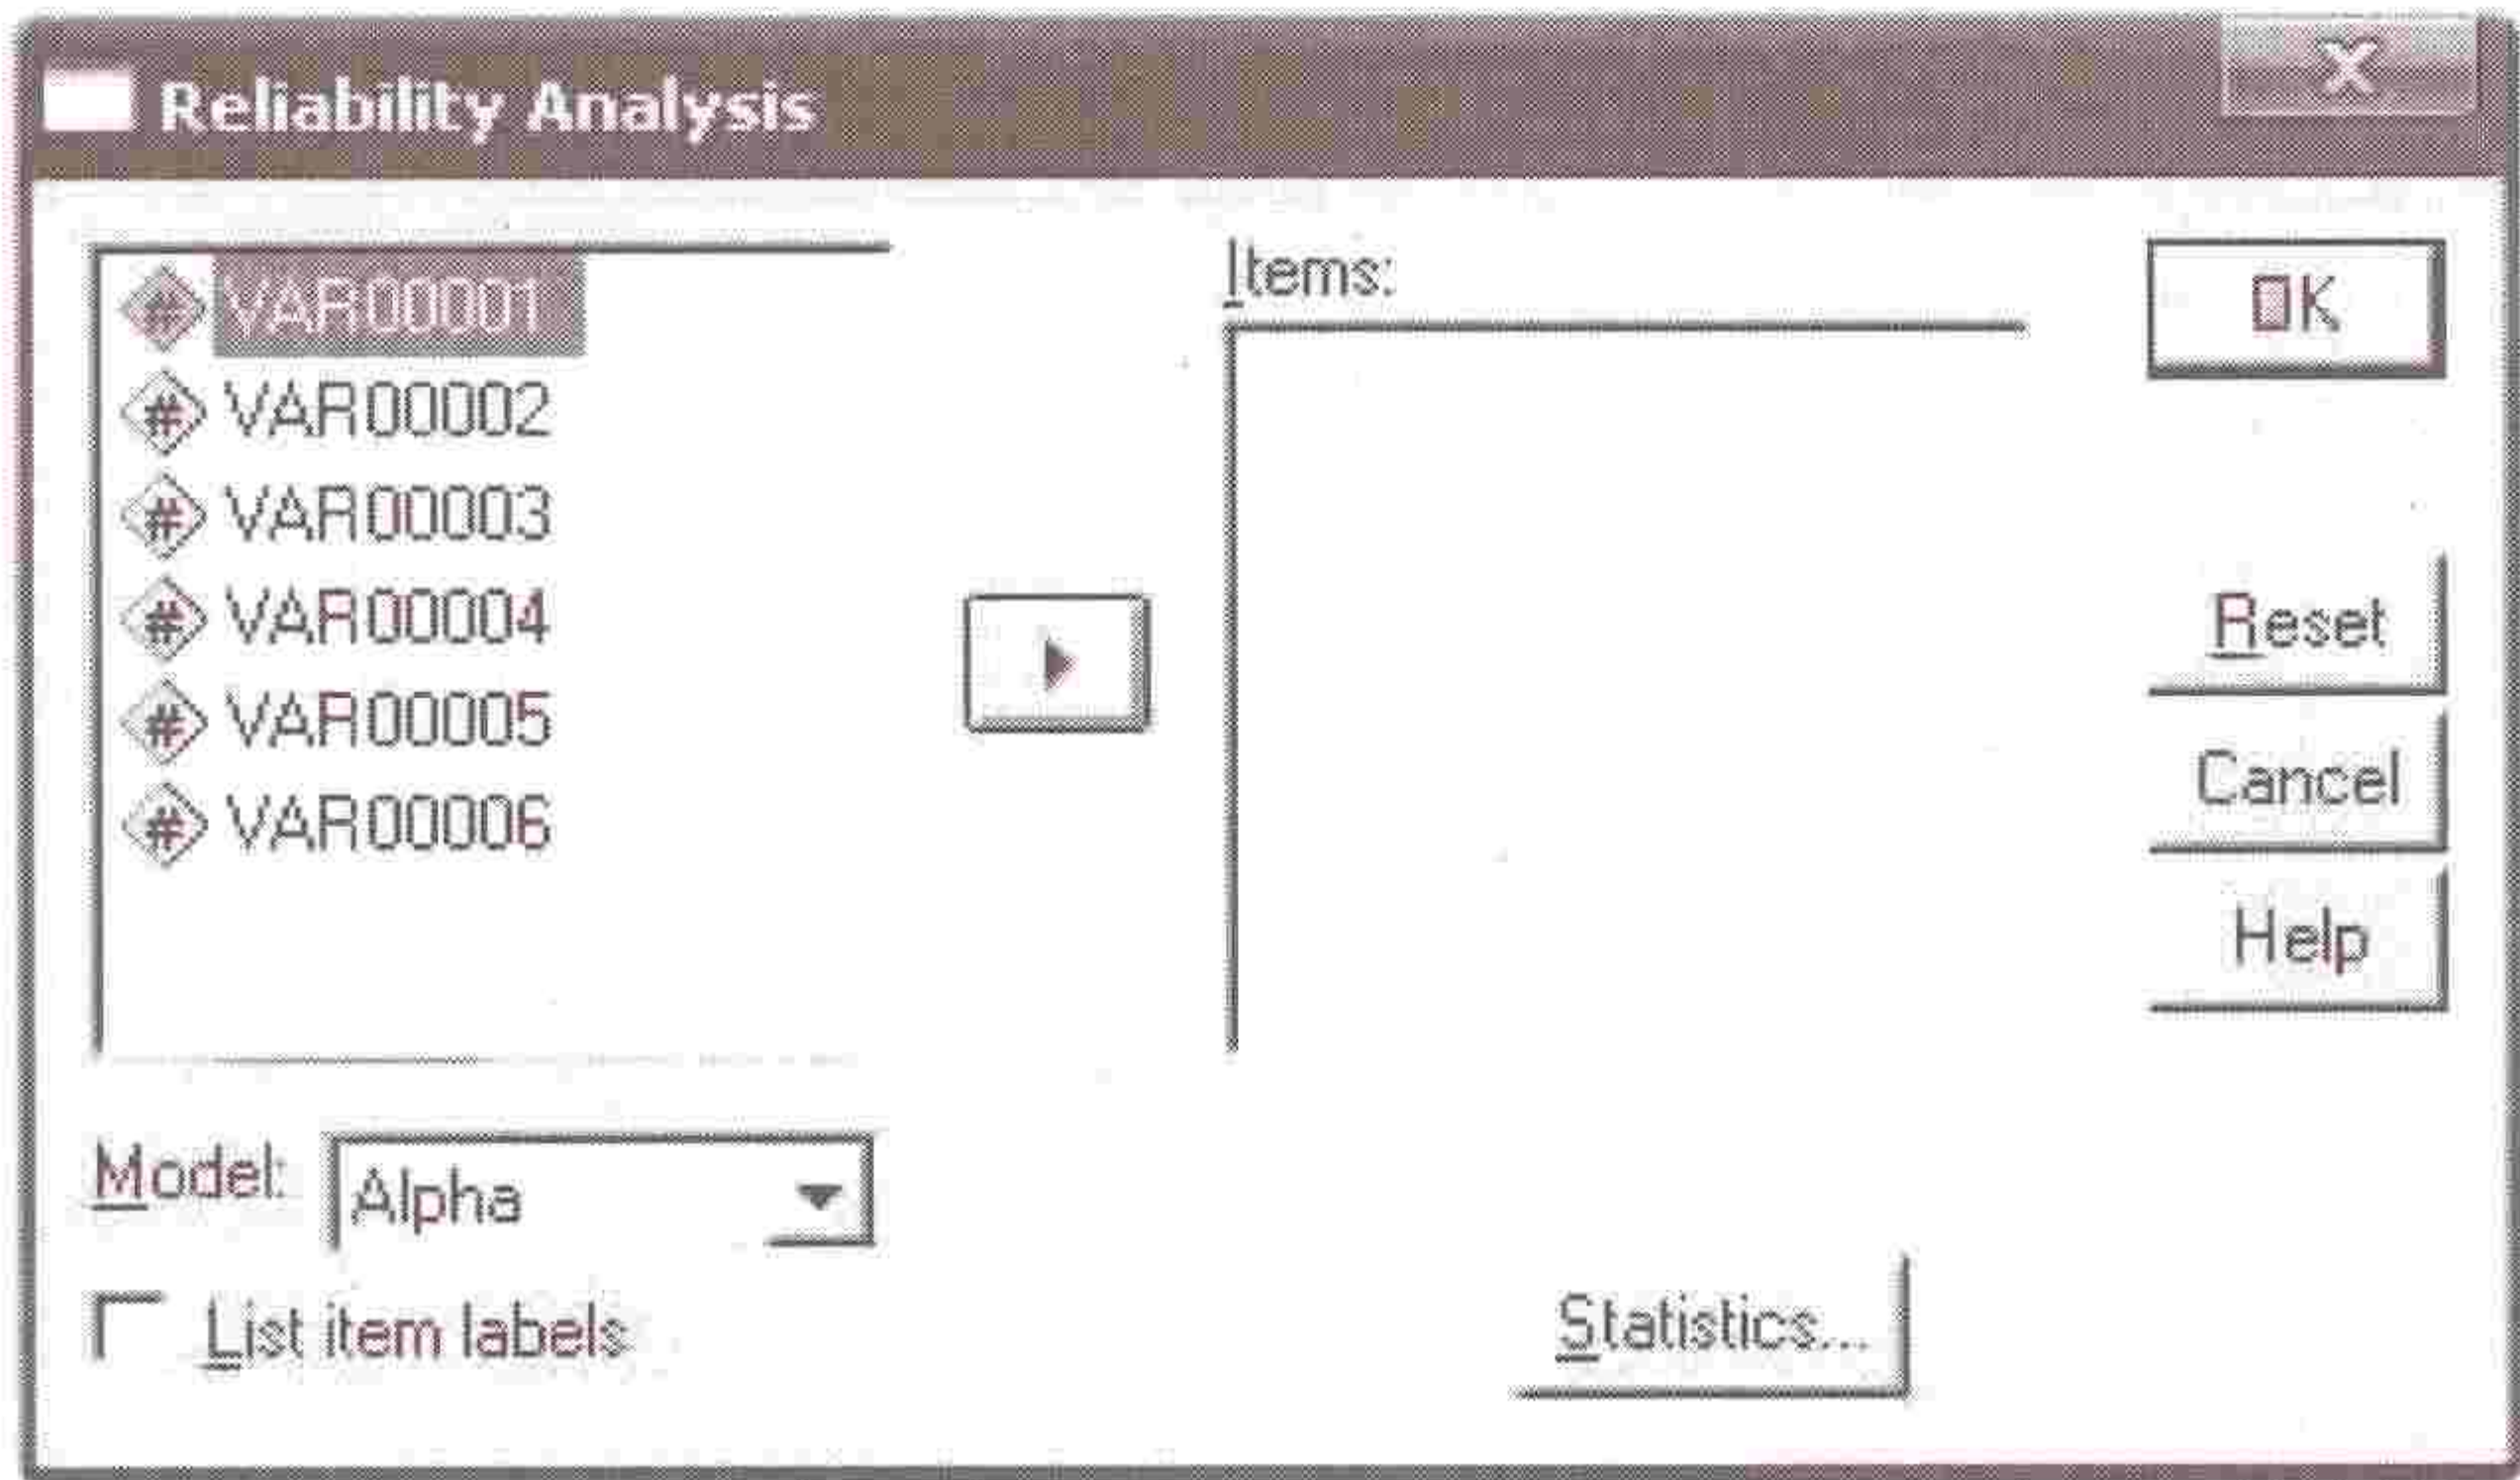 Reliability Analysis
X
VAR00001
VAR00002
VAR00003
VAR00004
VAR00005
VAR00006
Items:
OK
Reset
Cancel
Help
Model:
Alpha
List item labels
Statistics...